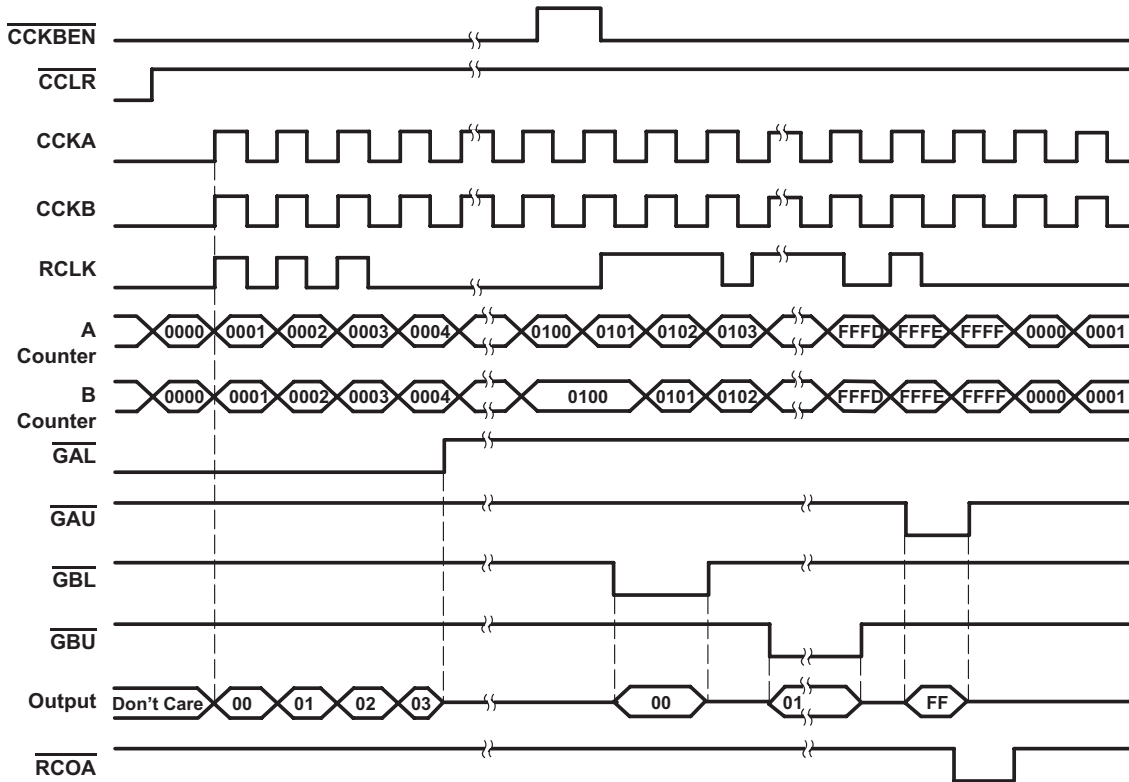 CCKBEN
CCLR
CCKA
CCKB
RCLK
A Counter 0000 0001 0002 0003 0004 0100 0101 0102 0103 FFFD FFFE FFFF 0000 0001
B Counter 0000 0001 0002 0003 0004 0100 0101 0102 FFFD FFFE FFFF 0000 0001
GAL
GAU
GBL
GBU
Output Don't Care 00 01 02 03 00 01 FF
RCOA